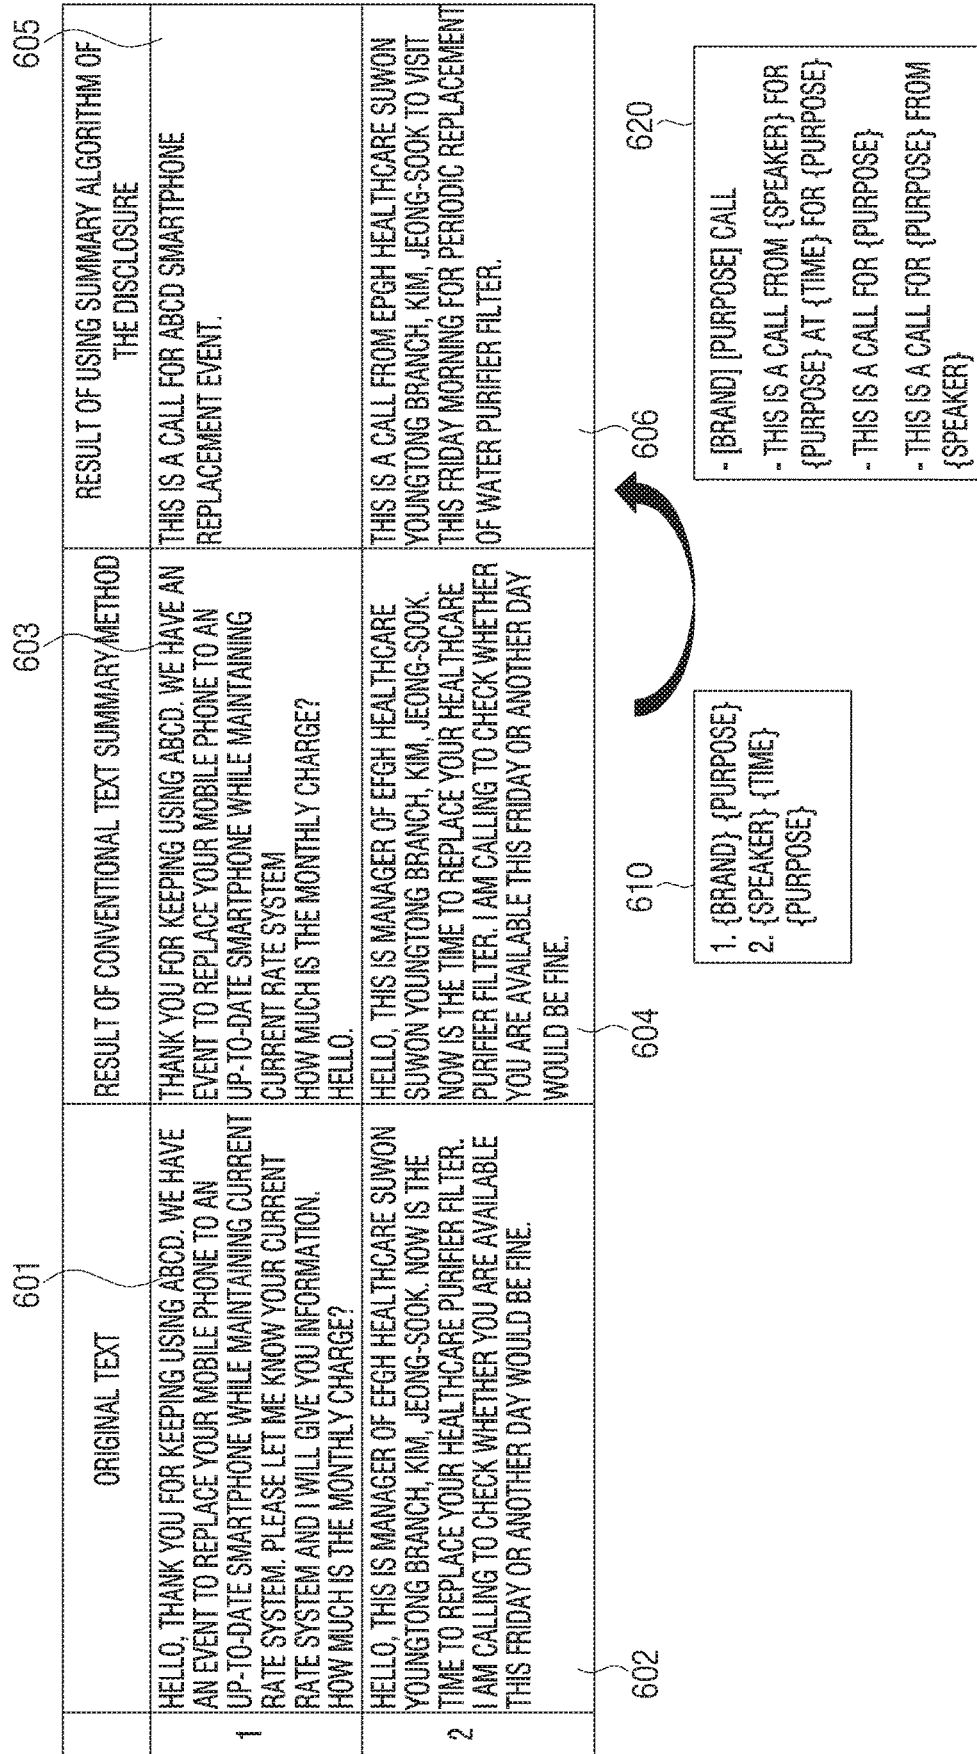 601
603
605
ORIGINAL TEXT
RESULT OF CONVENTIONAL TEXT SUMMARY METHOD
RESULT OF USING SUMMARY ALGORITHM OF
THE DISCLOSURE
1
HELLO, THANK YOU FOR KEEPING USING ABCD. WE HAVE
AN EVENT TO REPLACE YOUR MOBILE PHONE TO AN
UP-TO-DATE SMARTPHONE WHILE MAINTAINING CURRENT
RATE SYSTEM. PLEASE LET ME KNOW YOUR CURRENT
RATE SYSTEM AND I WILL GIVE YOU INFORMATION.
HOW MUCH IS THE MONTHLY CHARGE?
THANK YOU FOR KEEPING USING ABCD. WE HAVE AN
EVENT TO REPLACE YOUR MOBILE PHONE TO AN
UP-TO-DATE SMARTPHONE WHILE MAINTAINING
CURRENT RATE SYSTEM
HOW MUCH IS THE MONTHLY CHARGE?
HELLO.
THIS IS A CALL FOR ABCD SMARTPHONE
REPLACEMENT EVENT.
2
HELLO, THIS IS MANAGER OF EFGH HEALTHCARE SUWON
YOUNGTONG BRANCH, KIM, JEONG-SOOK. NOW IS THE
TIME TO REPLACE YOUR HEALTHCARE PURIFIER FILTER.
I AM CALLING TO CHECK WHETHER YOU ARE AVAILABLE
THIS FRIDAY OR ANOTHER DAY WOULD BE FINE.
HELLO, THIS IS MANAGER OF EFGH HEALTHCARE
SUWON YOUNGTONG BRANCH, KIM, JEONG-SOOK.
NOW IS THE TIME TO REPLACE YOUR HEALTHCARE
PURIFIER FILTER. I AM CALLING TO CHECK WHETHER
YOU ARE AVAILABLE THIS FRIDAY OR ANOTHER DAY
WOULD BE FINE.
THIS IS A CALL FROM EPGH HEALTHCARE SUWON
YOUNGTONG BRANCH, KIM, JEONG-SOOK TO VISIT
THIS FRIDAY MORNING FOR PERIODIC REPLACEMENT
OF WATER PURIFIER FILTER.
602
604
606
610
1. {BRAND} {PURPOSE}
2. {SPEAKER} {TIME}
{PURPOSE}
620
- [BRAND] [PURPOSE] CALL
- THIS IS A CALL FROM {SPEAKER} FOR
{PURPOSE} AT {TIME} FOR {PURPOSE}
- THIS IS A CALL FOR {PURPOSE}
- THIS IS A CALL FOR {PURPOSE} FROM
{SPEAKER}